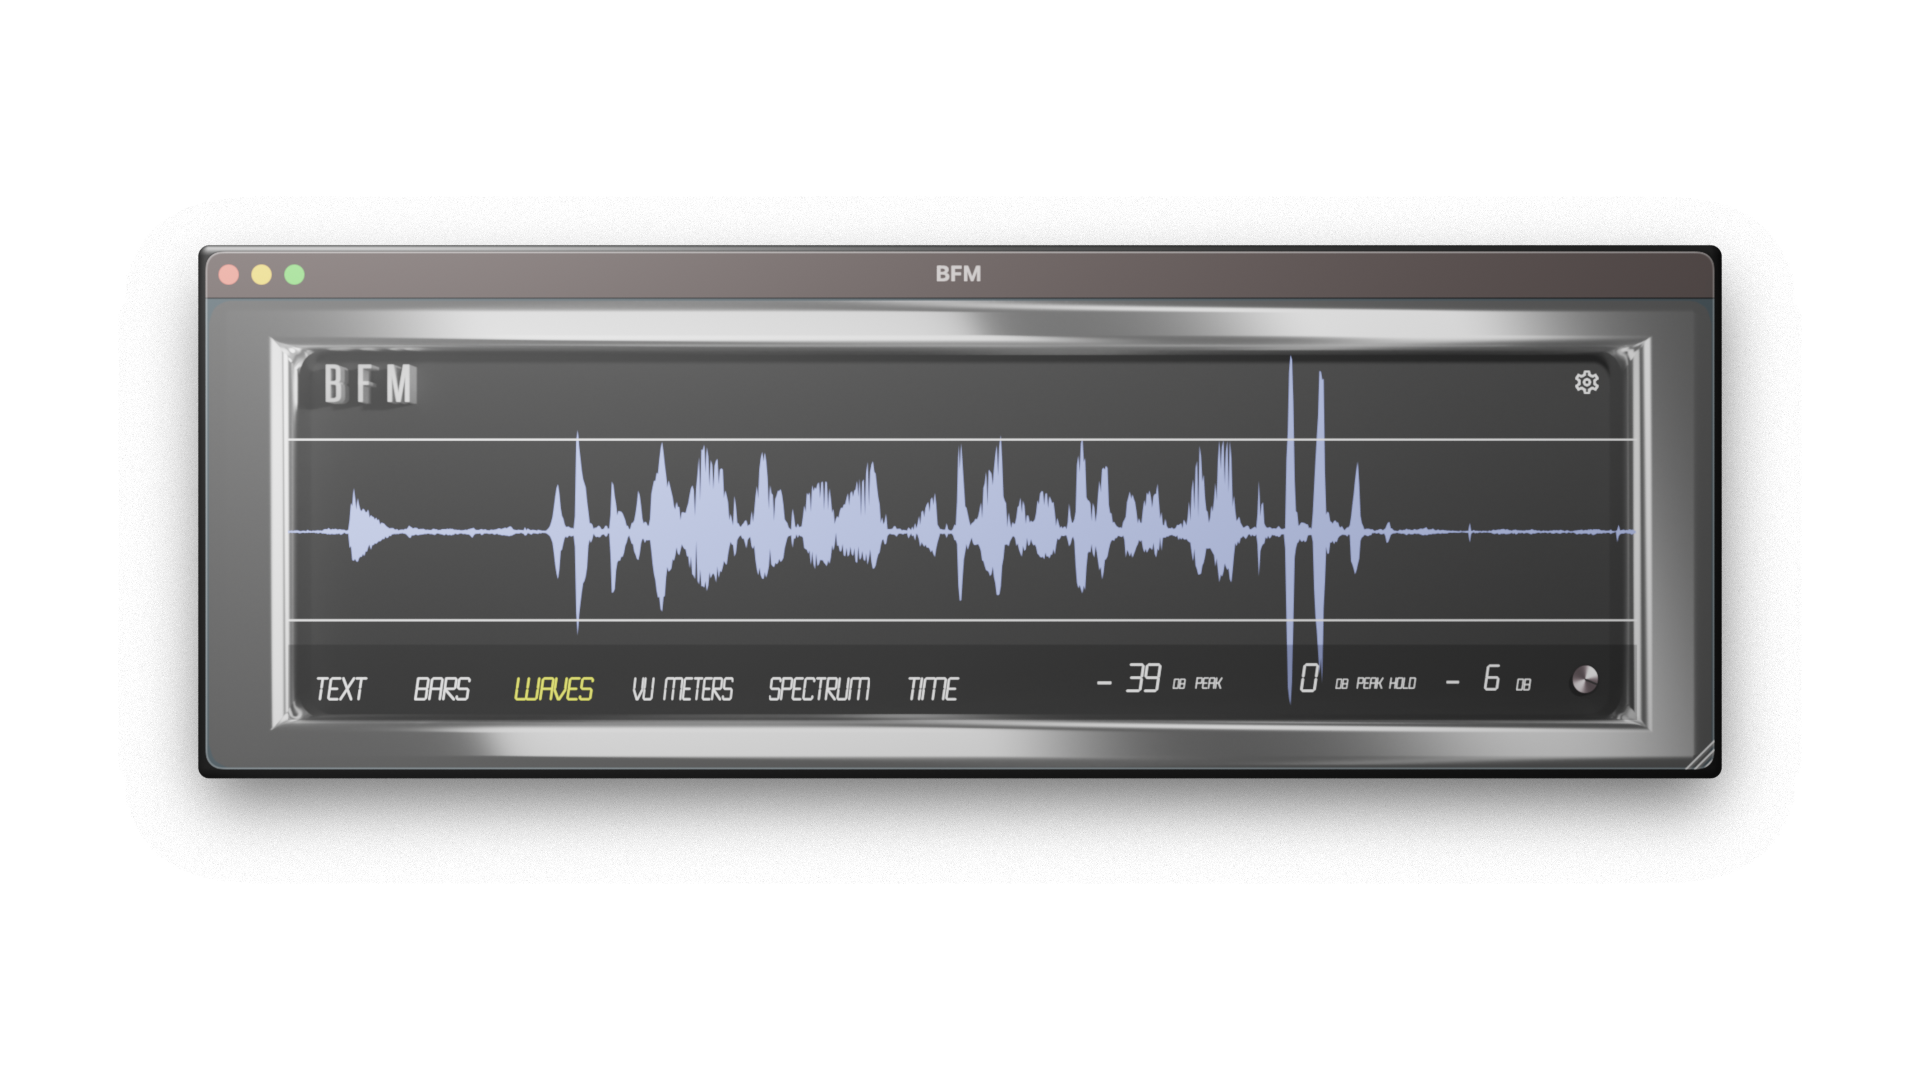 BFM
BFM
TEXT BARS WAVES VU METERS SPECTRUM TIME - 39 DB PEAK 0 DB PEAK HOLD - 6 DB